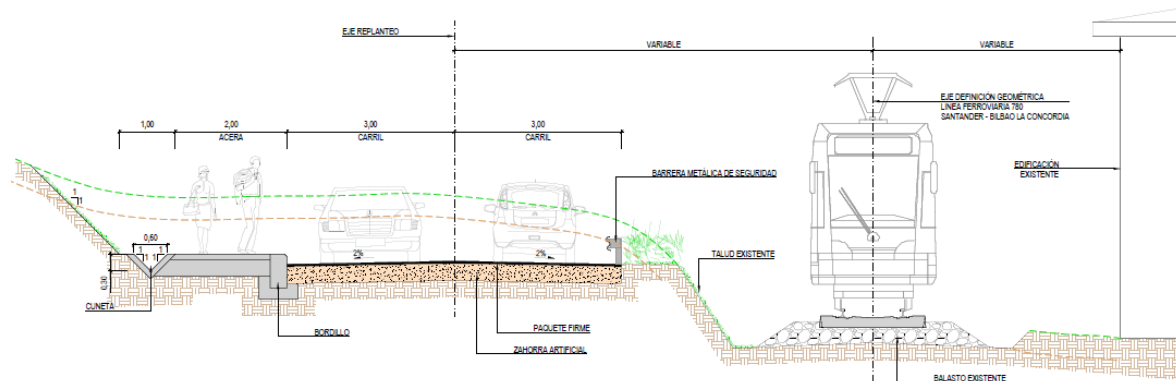 EJE REPLANTEO
VARIABLE
VARIABLE
EJE DEFINICIÓN GEOMÉTRICA
LINEA FERROVIARIA 780
SANTANDER - BILBAO LA CONCORDIA
1,00
2,00
3,00
3,00
ACERA
CARRIL
CARRIL
EDIFICACIÓN
EXISTENTE
BARRERA METÁLICA DE SEGURIDAD
1
1
0,60
1
1
1
1
2%
2%
TALUD EXISTENTE
0,30
CUNETA
BORDILLO
PAQUETE FIRME
ZAHORRA ARTIFICIAL
BALASTO EXISTENTE